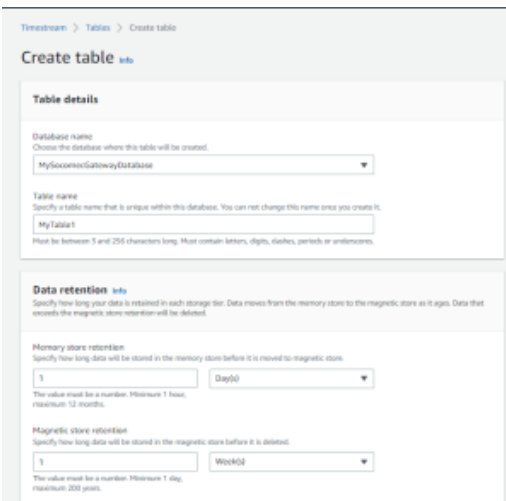 Timestream > Tables > Create table
Create table Info
Table details
Database name
Choose the database where this table will be created.
MySocomecGatewayDatabase
Table name
Specify a table name that is unique within this database. You can not change this name once you create it.
MyTable1
Must be between 3 and 256 characters long. Must contain letters, digits, dashes, periods or underscores.
Data retention Info
Specify how long your data is retained in each storage tier. Data moves from the memory store to the magnetic store as it ages. Data that
exceeds the magnetic store retention will be deleted.
Memory store retention
Specify how long data will be stored in the memory store before it is moved to magnetic store.
1 Day(s)
The value must be a number. Minimum 1 hour,
maximum 12 months.
Magnetic store retention
Specify how long data will be stored in the magnetic store before it is deleted.
1 Week(s)
The value must be a number. Minimum 1 day,
maximum 200 years.